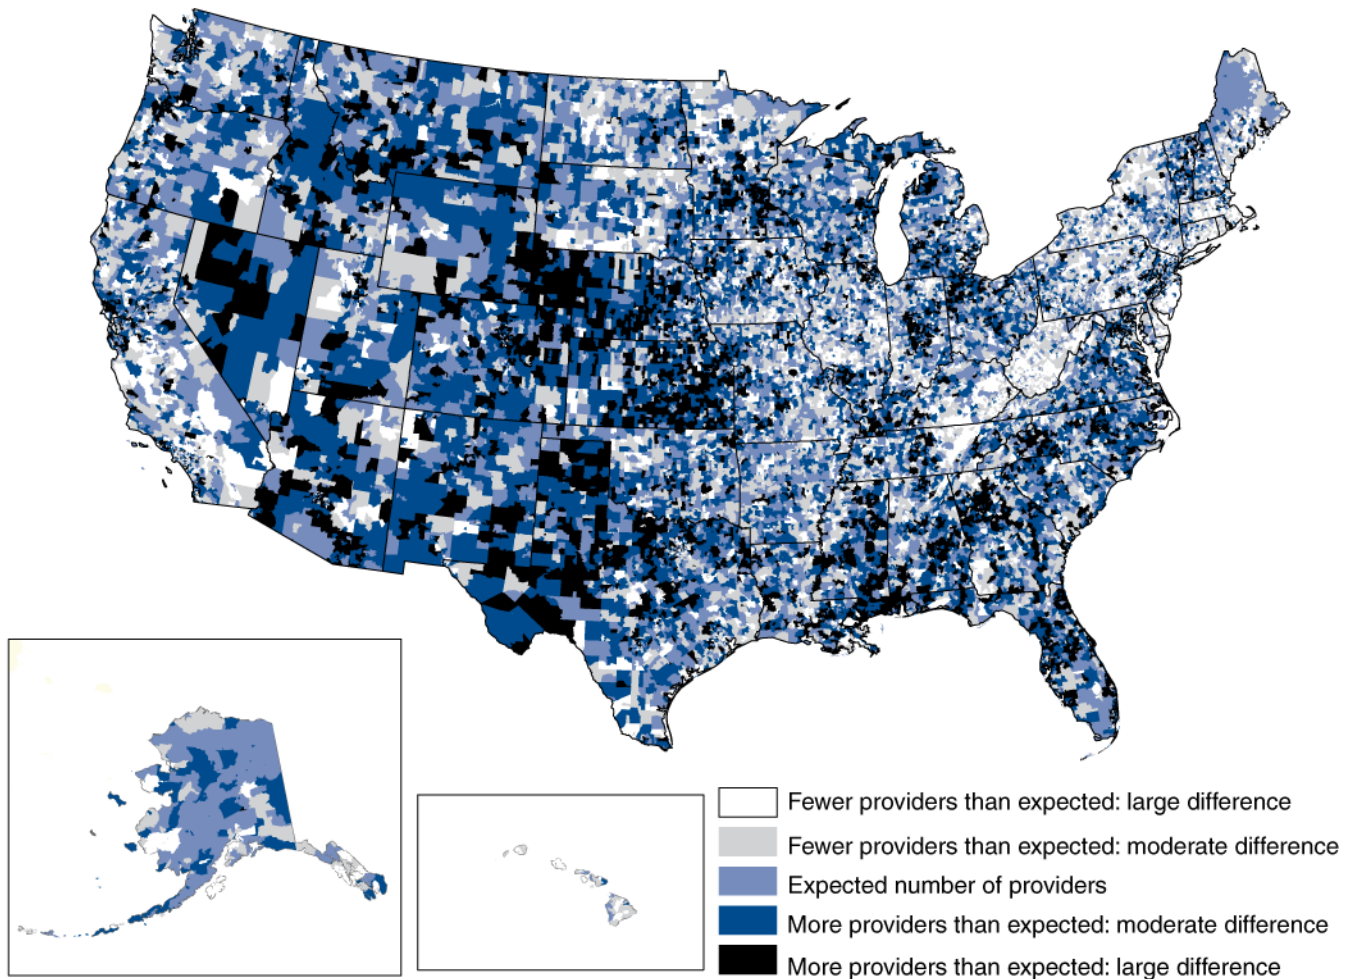 Fewer providers than expected: large difference
Fewer providers than expected: moderate difference
Expected number of providers
More providers than expected: moderate difference
More providers than expected: large difference